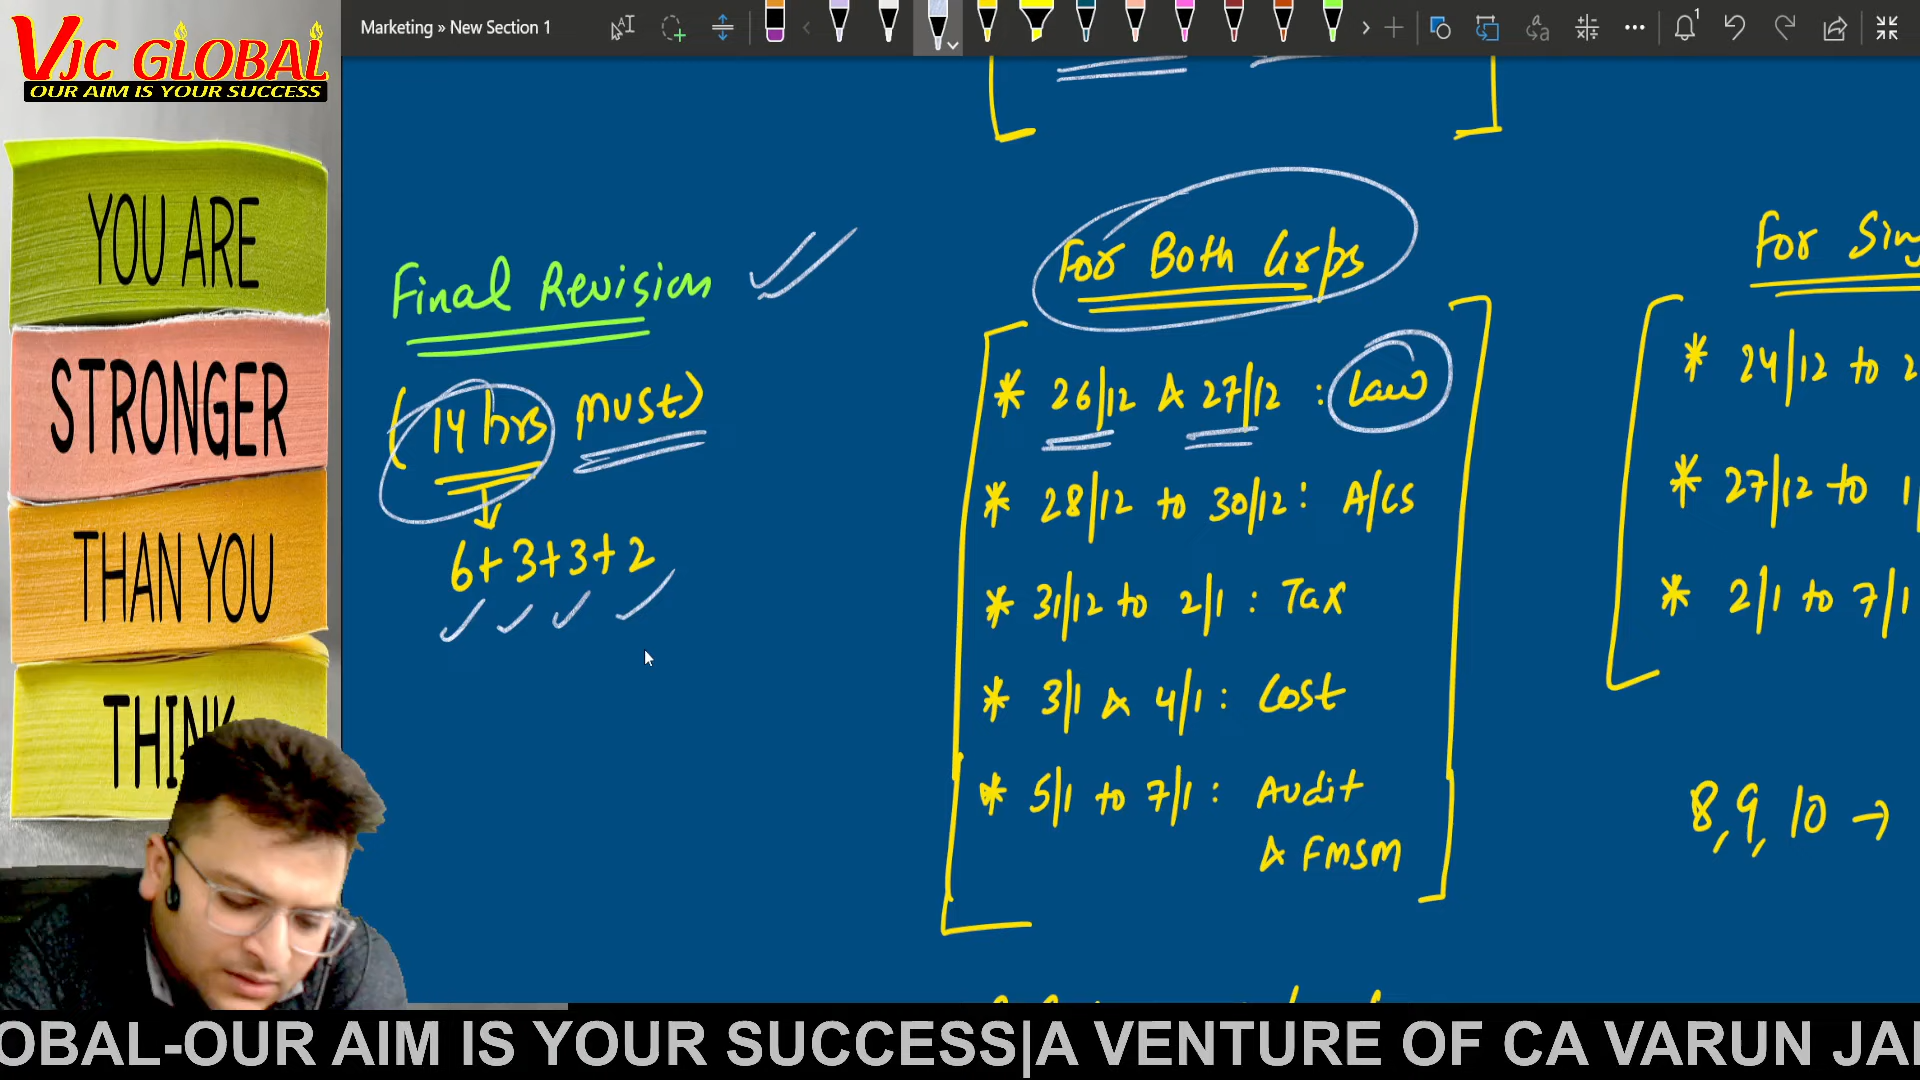 VJC GLOBAL
OUR AIM IS YOUR SUCCESS
YOU ARE
STRONGER
THAN YOU
THINK
Marketing » New Section 1
Final Revision
(14 hrs must)
6+3+3+2
For Both Grps
* 26/12 & 27/12 : Law
* 28/12 to 30/12 : A/CS
* 31/12 to 2/1 : Tax
* 3/1 & 4/1 : Cost
* 5/1 to 7/1 : Audit
& FMSM
For Sin
* 24/12 to 2
* 27/12 to 1
* 2/1 to 7/1
8, 9, 10 →
OBAL-OUR AIM IS YOUR SUCCESS|A VENTURE OF CA VARUN JAI